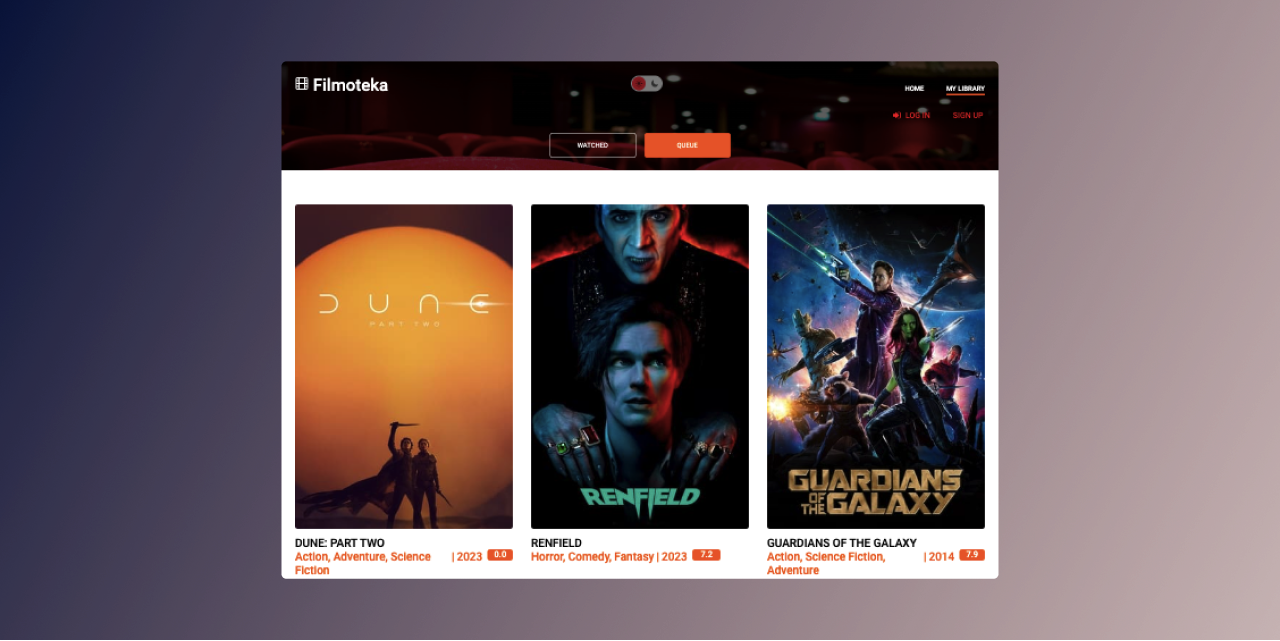 Filmoteka
HOME
MY LIBRARY
LOG IN
SIGN UP
WATCHED
QUEUE
DUNE
PART TWO
RENFIELD
GUARDIANS
OF THE GALAXY
DUNE: PART TWO
Action, Adventure, Science Fiction | 2023 0.0
RENFIELD
Horror, Comedy, Fantasy | 2023 7.2
GUARDIANS OF THE GALAXY
Action, Science Fiction, Adventure | 2014 7.9